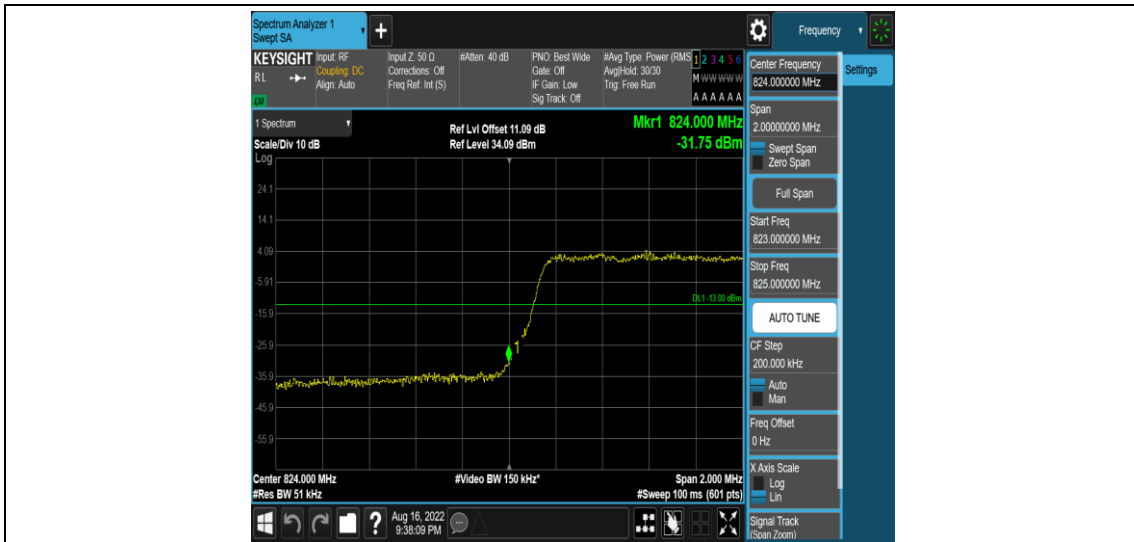 Spectrum Analyzer 1
Swept SA
+
Frequency
KEYSIGHT
RL
LXI
Input: RF
Coupling: DC
Align: Auto
Input Z: 50 Ω
Corrections: Off
Freq Ref: Int (S)
#Atten: 40 dB
PNO: Best Wide
Gate: Off
IF Gain: Low
Sig Track: Off
#Avg Type: Power (RMS
Avg|Hold: 30/30
Trig: Free Run
1 2 3 4 5 6
M W W W W W
A A A A A A
1 Spectrum
Scale/Div 10 dB
Ref Lvl Offset 11.09 dB
Ref Level 34.09 dBm
Mkr1 824.000 MHz
-31.75 dBm
Log
24.1
14.1
4.09
-5.91
DL1 -13.00 dBm
-15.9
-25.9
1
-35.9
-45.9
-55.9
Center 824.000 MHz
#Video BW 150 kHz*
Span 2.000 MHz
#Res BW 51 kHz
#Sweep 100 ms (601 pts)
Center Frequency
824.000000 MHz
Settings
Span
2.00000000 MHz
Swept Span
Zero Span
Full Span
Start Freq
823.000000 MHz
Stop Freq
825.000000 MHz
AUTO TUNE
CF Step
200.000 kHz
Auto
Man
Freq Offset
0 Hz
X Axis Scale
Log
Lin
Signal Track
(Span Zoom)
?
Aug 16, 2022
9:38:09 PM